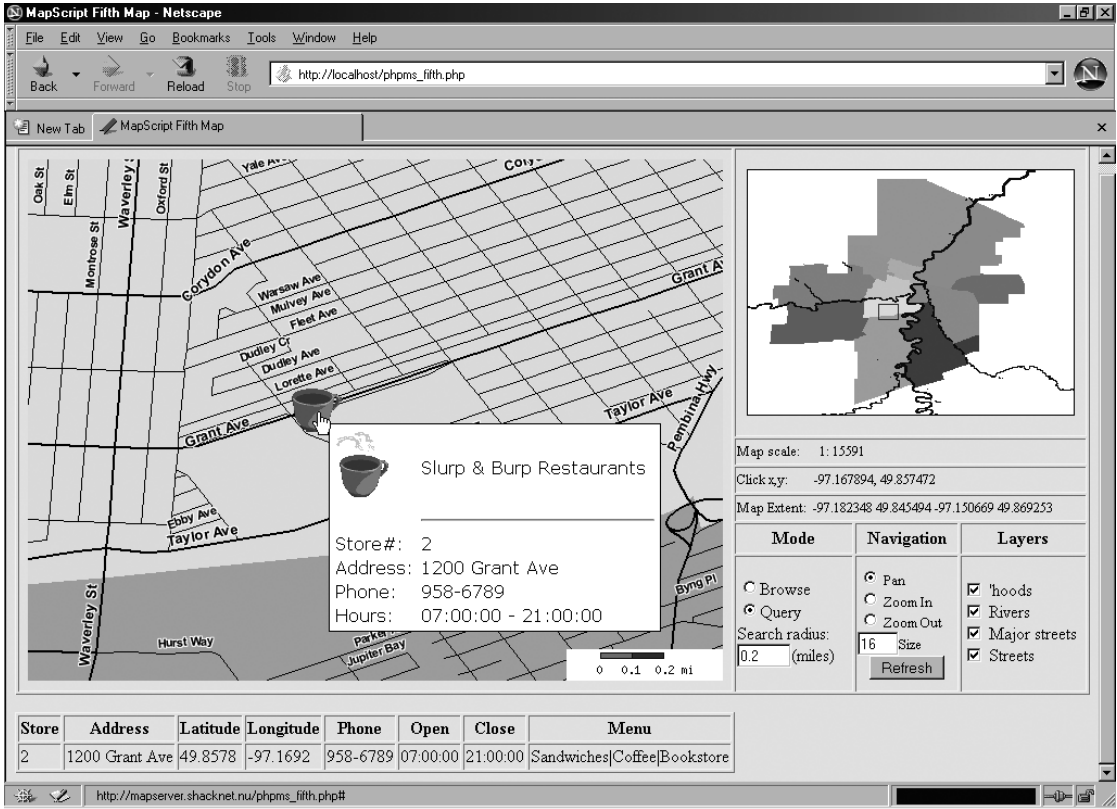 MapScript Fifth Map - Netscape
File Edit View Go Bookmarks Tools Window Help
Back Forward Reload Stop
http://localhost/phpms_fifth.php
N
New Tab MapScript Fifth Map
Oak St
Elm St
Waverley
Oxford St
Montrose St
Yale Av
Corydon Ave
Cory
Warsaw Ave
Mulvey Ave
Fleet Ave
Dudley Cr
Dudley Ave
Lorette Ave
Grant Ave
Grant A
Taylor Ave
Pembina Hwy
Ebby Ave
Taylor Ave
Waverley St
Hurst Way
Parker
Jupiter Bay
Byng Pl
0 0.1 0.2 mi
Slurp & Burp Restaurants
Store#: 2
Address: 1200 Grant Ave
Phone: 958-6789
Hours: 07:00:00 - 21:00:00
Map scale: 1: 15591
Click x,y: -97.167894, 49.857472
Map Extent: -97.182348 49.845494 -97.150669 49.869253
Mode Navigation Layers
Browse
Query
Search radius:
0.2 (miles)
Pan
Zoom In
Zoom Out
16 Size
Refresh
'hoods
Rivers
Major streets
Streets
Store Address Latitude Longitude Phone Open Close Menu
2 1200 Grant Ave 49.8578 -97.1692 958-6789 07:00:00 21:00:00 Sandwiches|Coffee|Bookstore
http://mapserver.shacknet.nu/phpms_fifth.php#